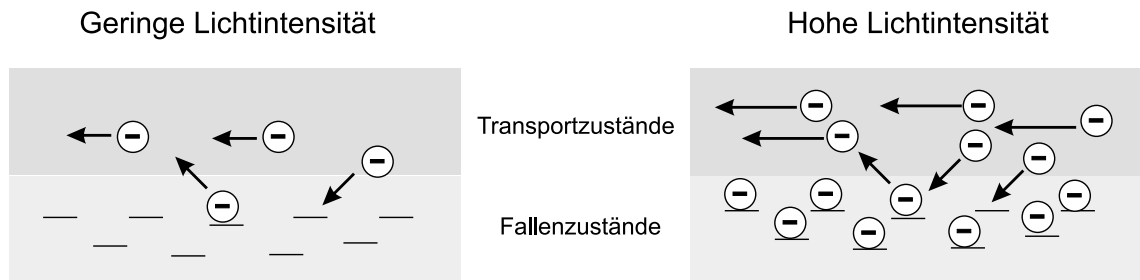 Geringe Lichtintensität
Hohe Lichtintensität
Transportzustände
Fallenzustände